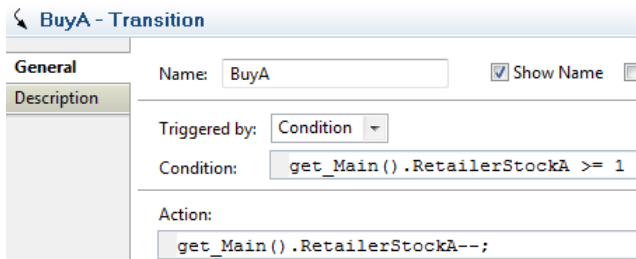 BuyA - Transition
General
Name: BuyA Show Name
Description
Triggered by: Condition
Condition: get_Main().RetailerStockA >= 1
Action:
get_Main().RetailerStockA--;